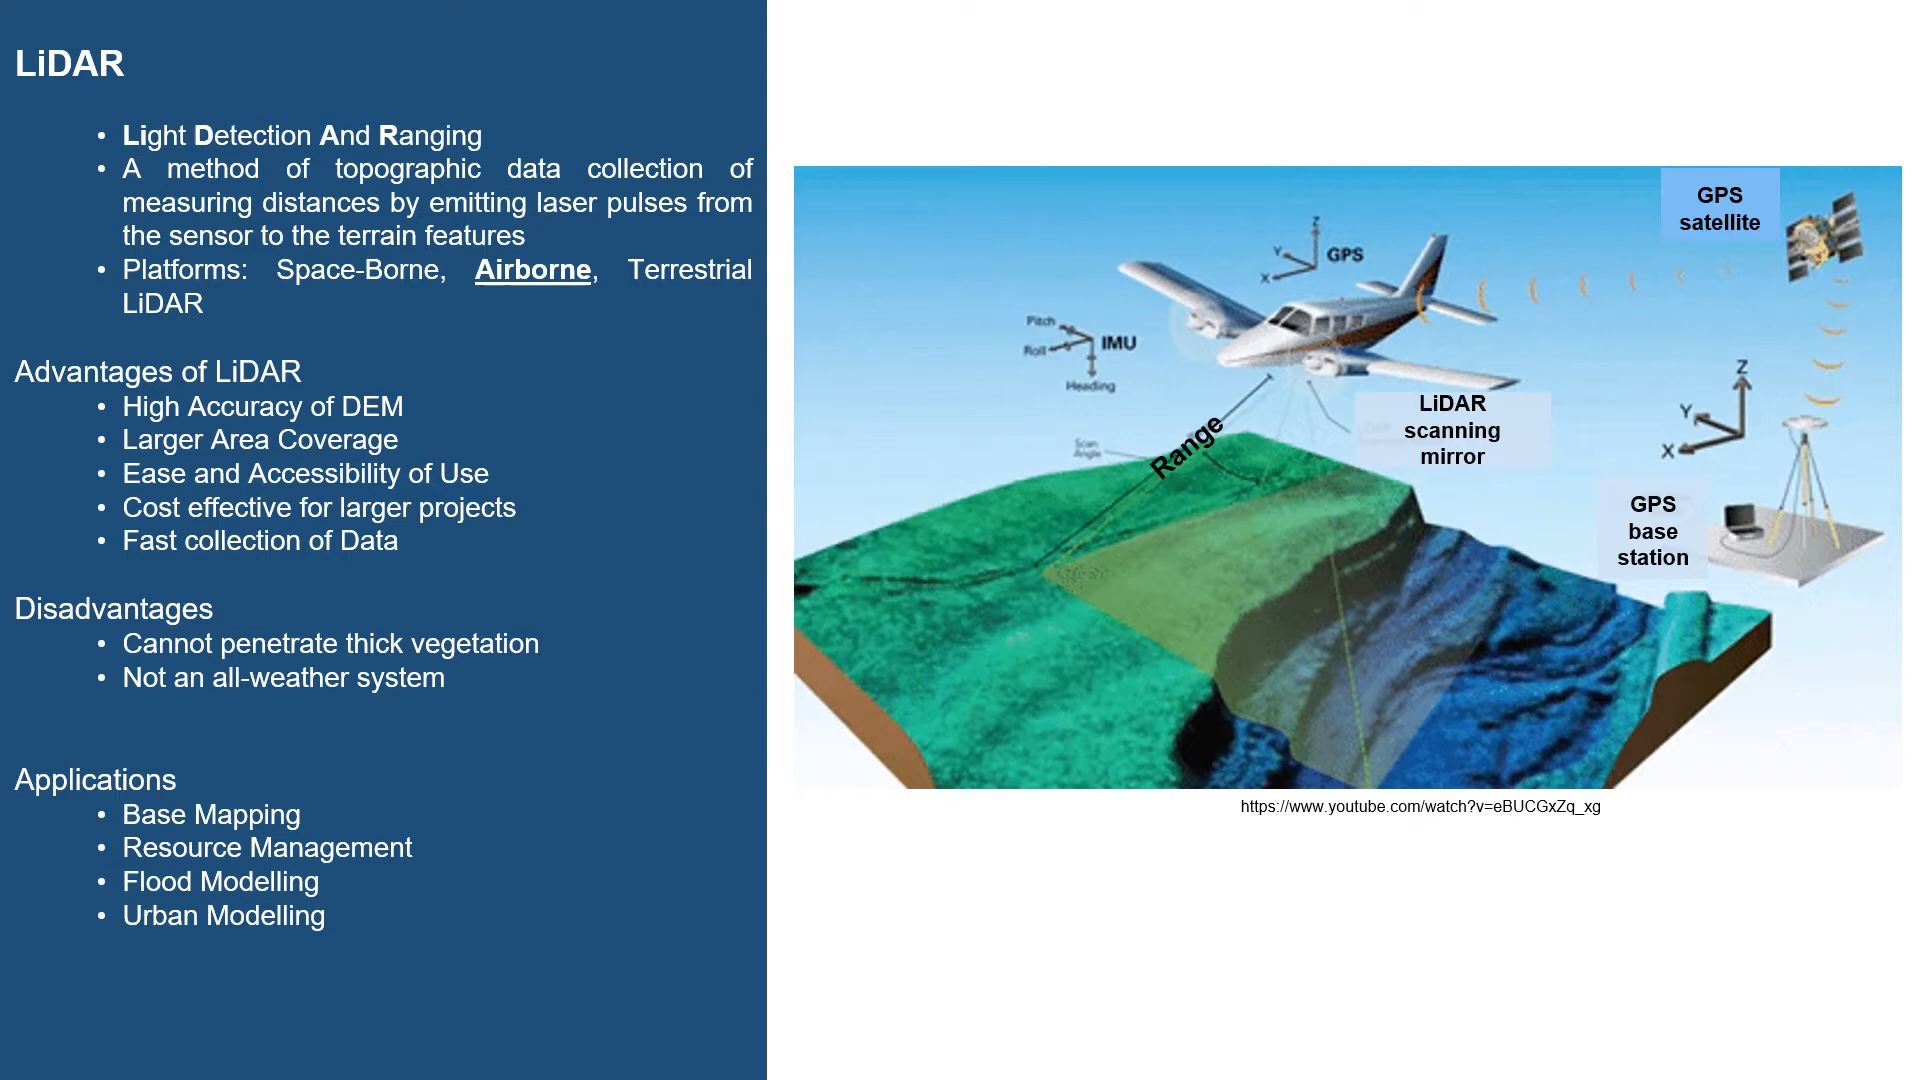 LiDAR
• Light Detection And Ranging
• A method of topographic data collection of
measuring distances by emitting laser pulses from
the sensor to the terrain features
• Platforms: Space-Borne, Airborne, Terrestrial
LiDAR
Advantages of LiDAR
• High Accuracy of DEM
• Larger Area Coverage
• Ease and Accessibility of Use
• Cost effective for larger projects
• Fast collection of Data
Disadvantages
• Cannot penetrate thick vegetation
• Not an all-weather system
Applications
• Base Mapping
• Resource Management
• Flood Modelling
• Urban Modelling
GPS
satellite
Z
Y
X
GPS
Pitch
Roll
IMU
Heading
Range
Scan
Angle
LiDAR
scanning
mirror
Z
Y
X
GPS
base
station
https://www.youtube.com/watch?v=eBUCGxZq_xg